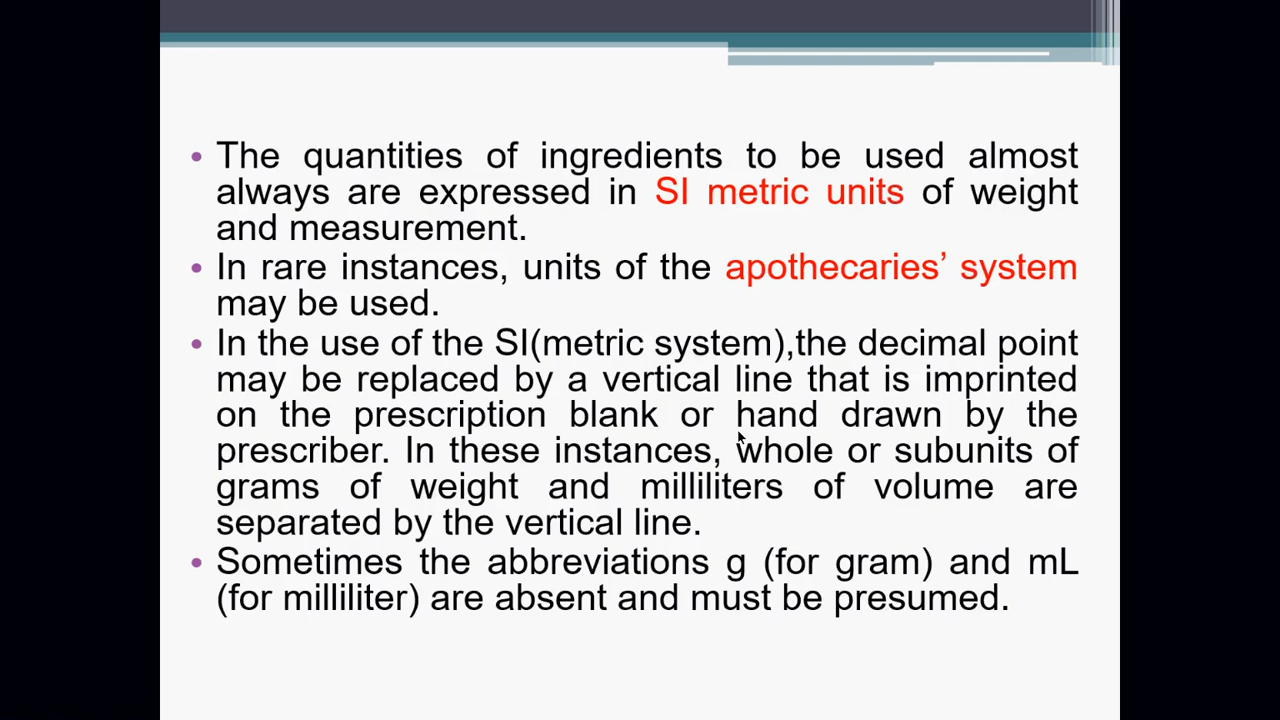 • The quantities of ingredients to be used almost
always are expressed in SI metric units of weight
and measurement.
• In rare instances, units of the apothecaries’ system
may be used.
• In the use of the SI(metric system),the decimal point
may be replaced by a vertical line that is imprinted
on the prescription blank or hand drawn by the
prescriber. In these instances, whole or subunits of
grams of weight and milliliters of volume are
separated by the vertical line.
• Sometimes the abbreviations g (for gram) and mL
(for milliliter) are absent and must be presumed.